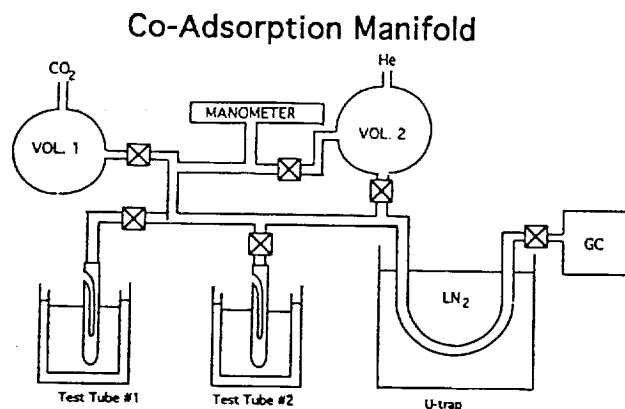 Co-Adsorption Manifold
CO₂
He
MANOMETER
VOL. 1
VOL. 2
GC
LN₂
Test Tube #1
Test Tube #2
U-trap